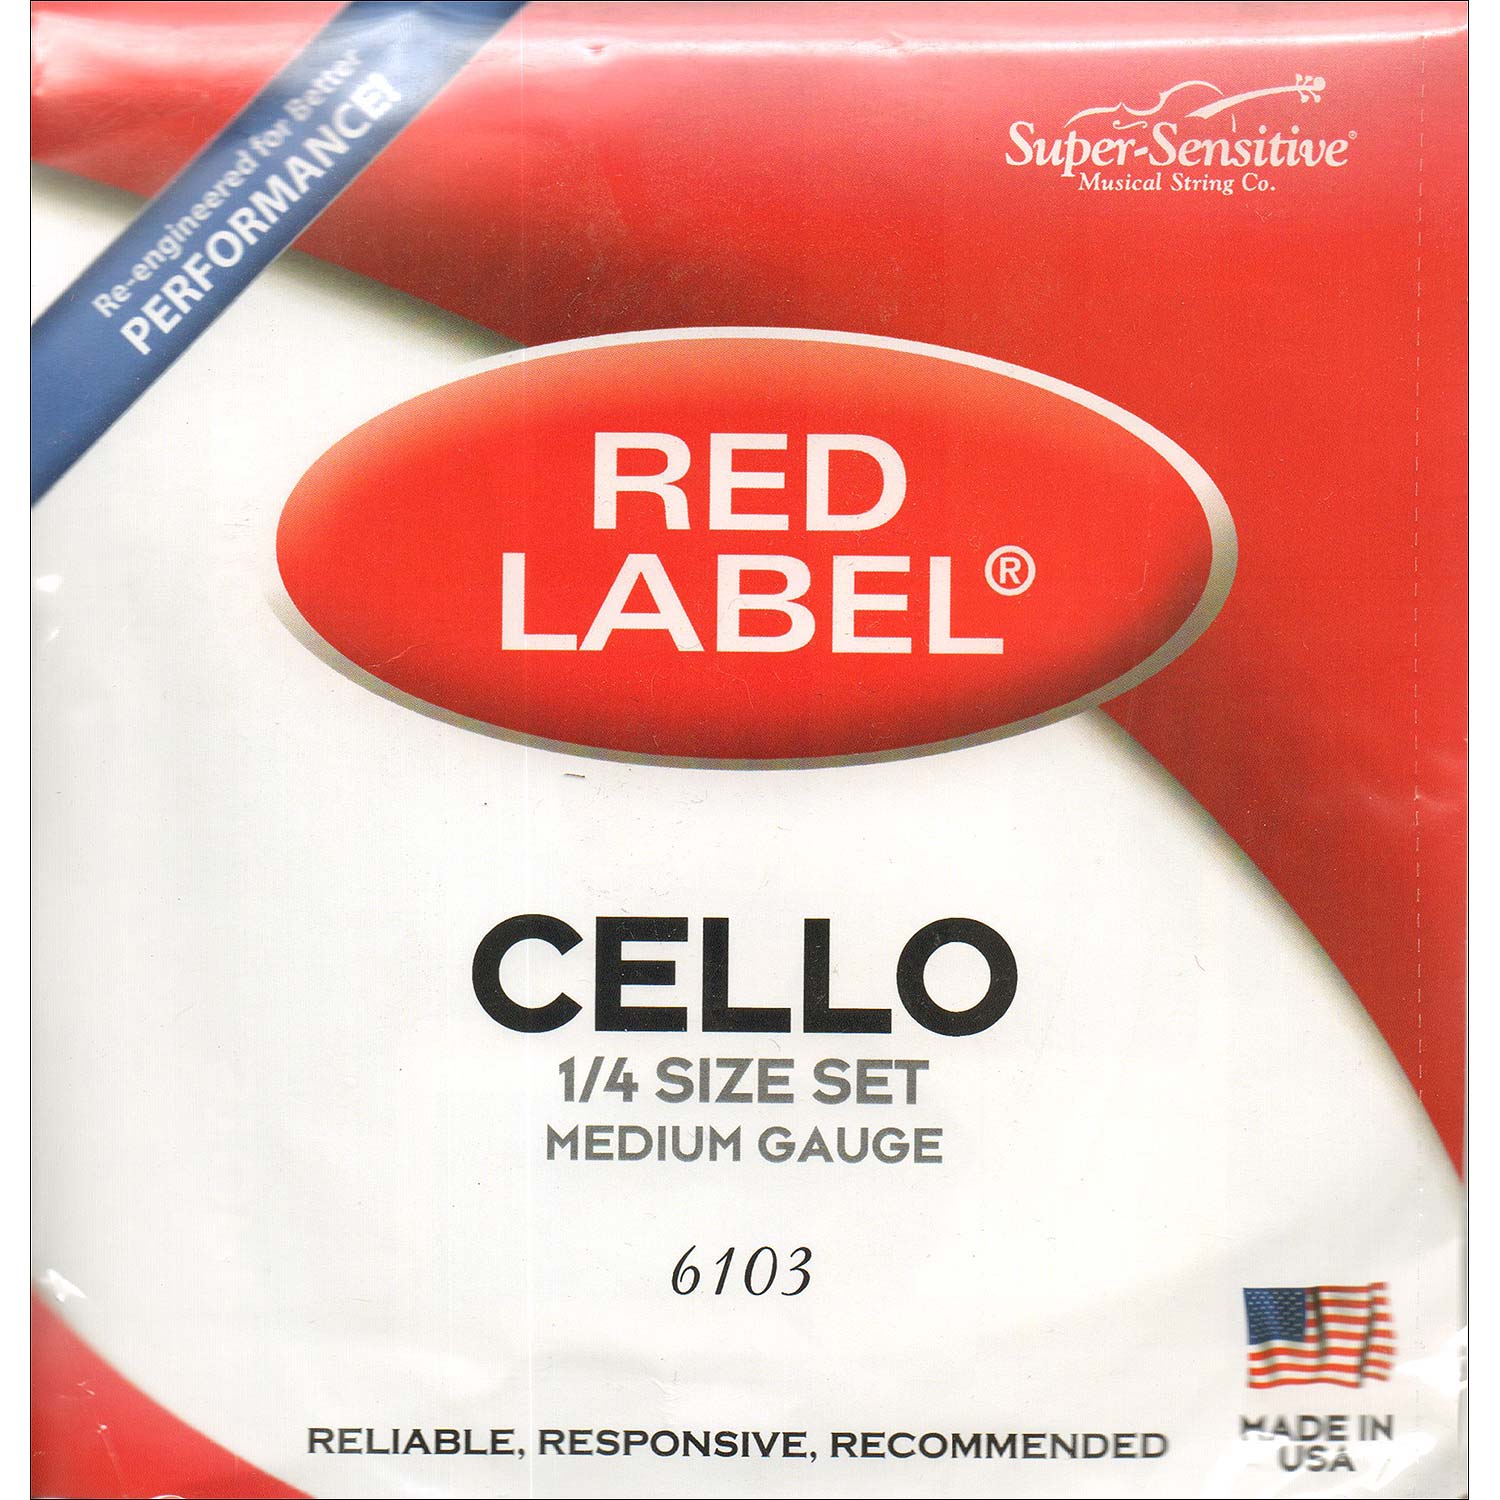 Re-engineered for Better
PERFORMANCE!
Super-Sensitive®
Musical String Co.
RED
LABEL®
CELLO
1/4 SIZE SET
MEDIUM GAUGE
6103
RELIABLE, RESPONSIVE, RECOMMENDED
MADE IN
USA